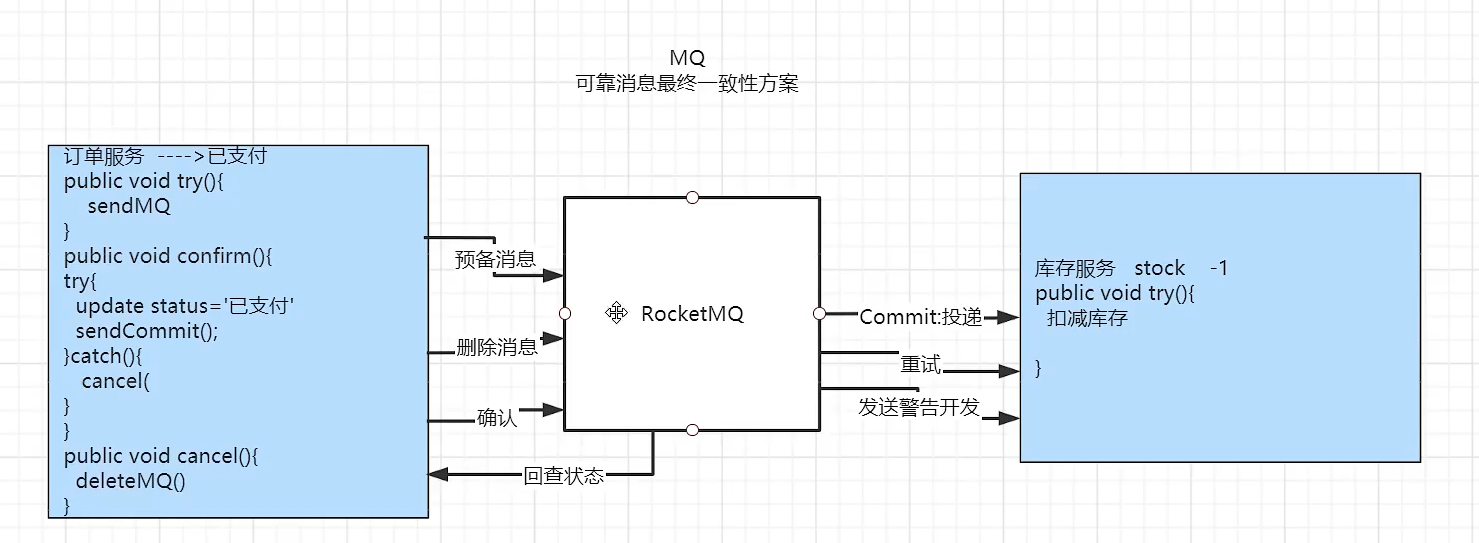 MQ
可靠消息最终一致性方案
订单服务 ---->已支付
public void try(){
sendMQ
}
public void confirm(){
try{
update status='已支付'
sendCommit();
}catch(){
cancel(
}
}
public void cancel(){
deleteMQ()
}
预备消息
删除消息
确认
回查状态
RocketMQ
Commit:投递
重试
发送警告开发
库存服务 stock -1
public void try(){
扣减库存
}